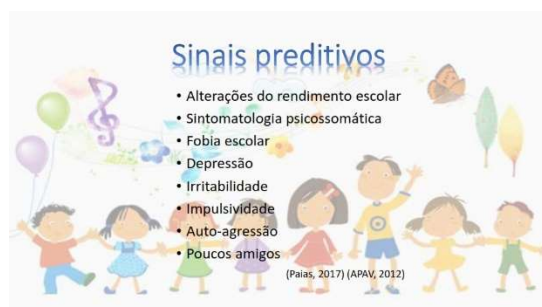 Sinais preditivos
• Alterações do rendimento escolar
• Sintomatologia psicossomática
• Fobia escolar
• Depressão
• Irritabilidade
• Impulsividade
• Auto-agressão
• Poucos amigos
(Paias, 2017) (APAV, 2012)